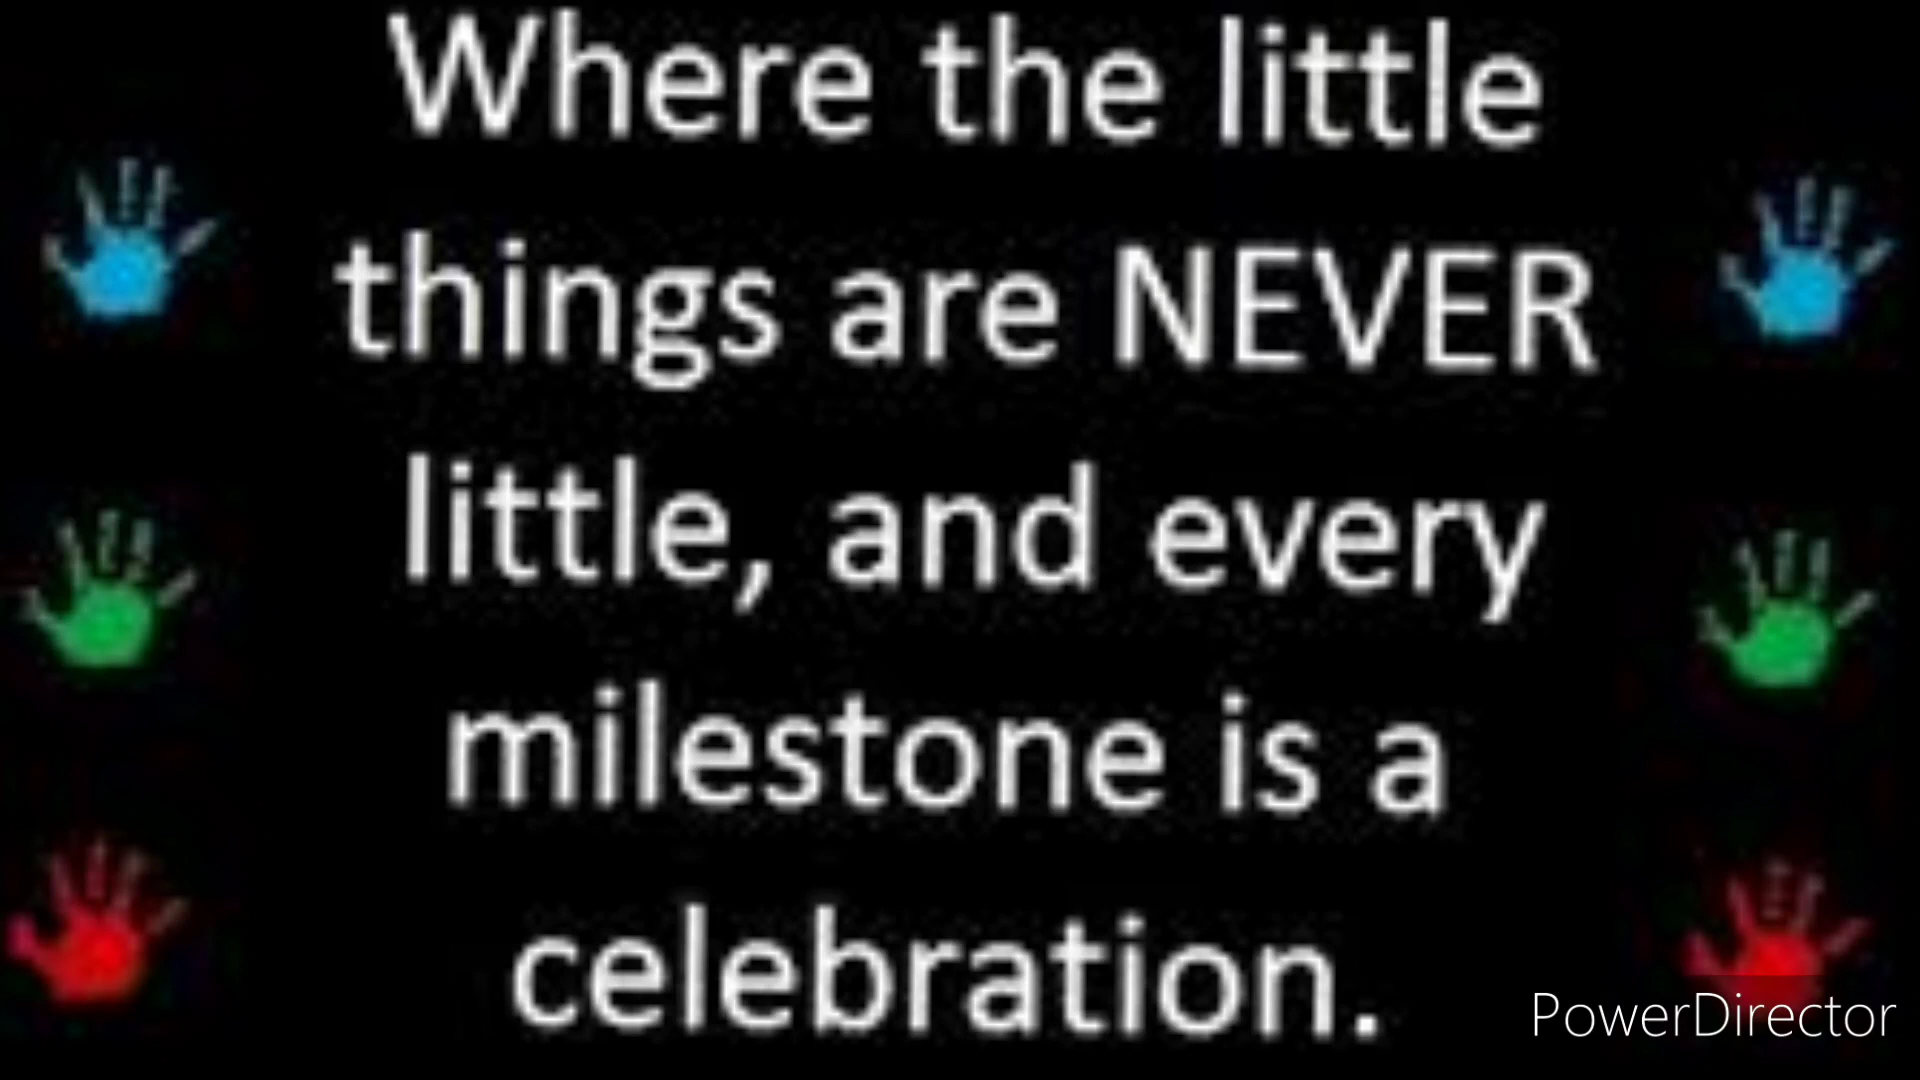 Where the little
things are NEVER
little, and every
milestone is a
celebration.
PowerDirector